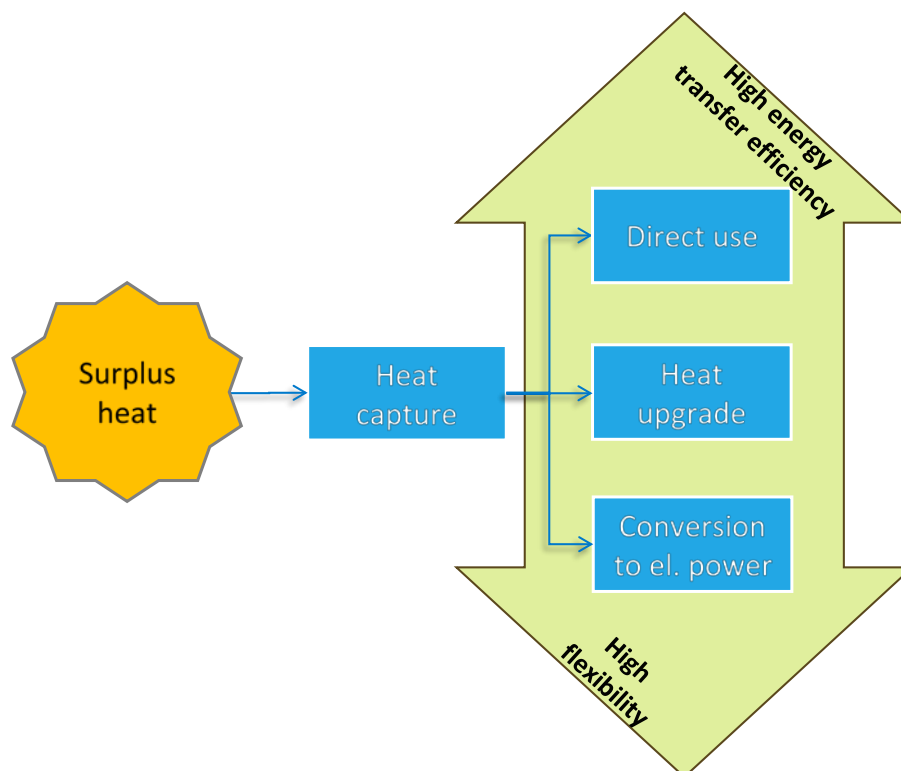 High energy
transfer efficiency
Direct use
Surplus
heat
Heat
capture
Heat
upgrade
Conversion
to el. power
High
flexibility